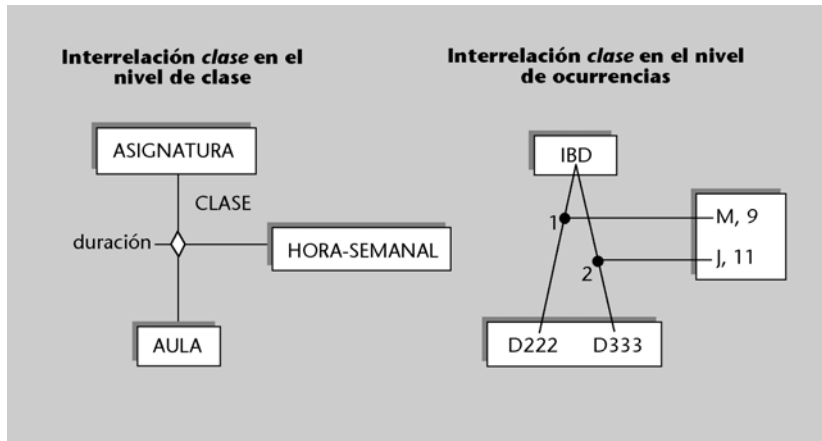 Interrelación clase en el
nivel de clase
Interrelación clase en el nivel
de ocurrencias
ASIGNATURA
CLASE
duración
HORA-SEMANAL
AULA
IBD
1
M, 9
J, 11
2
D222 D333